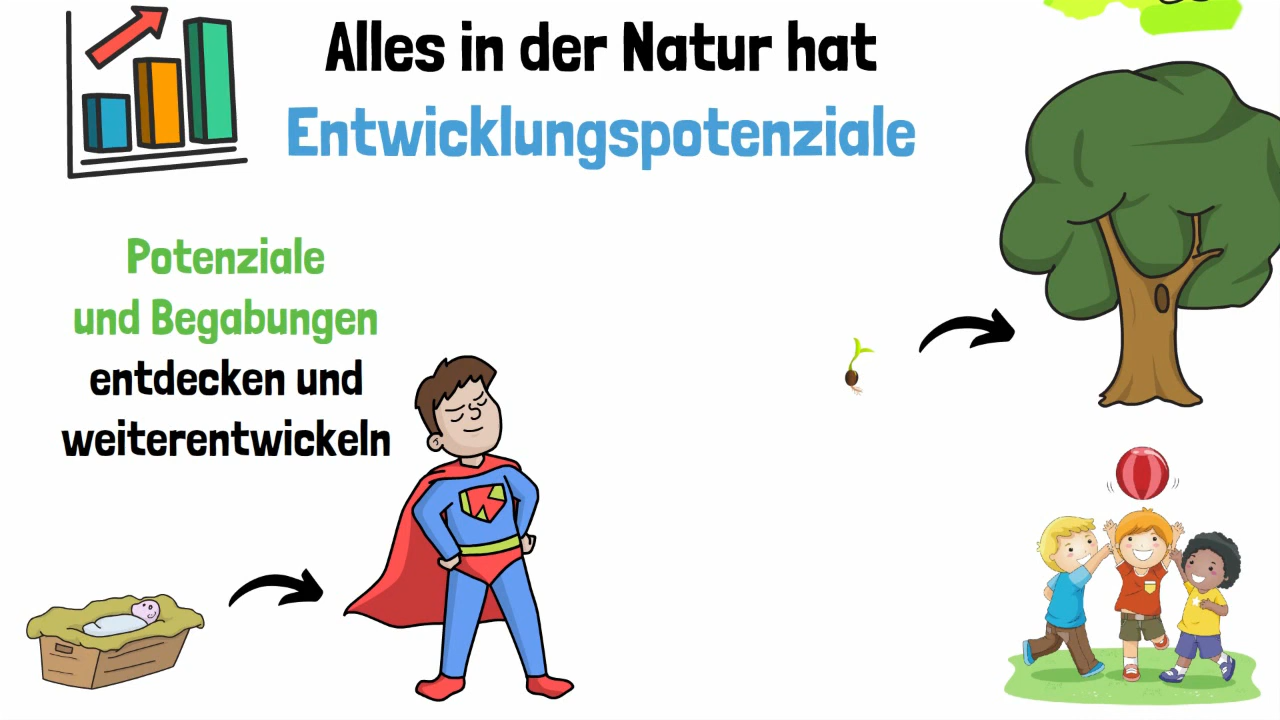 Alles in der Natur hat
Entwicklungspotenziale
Potenziale
und Begabungen
entdecken und
weiterentwickeln